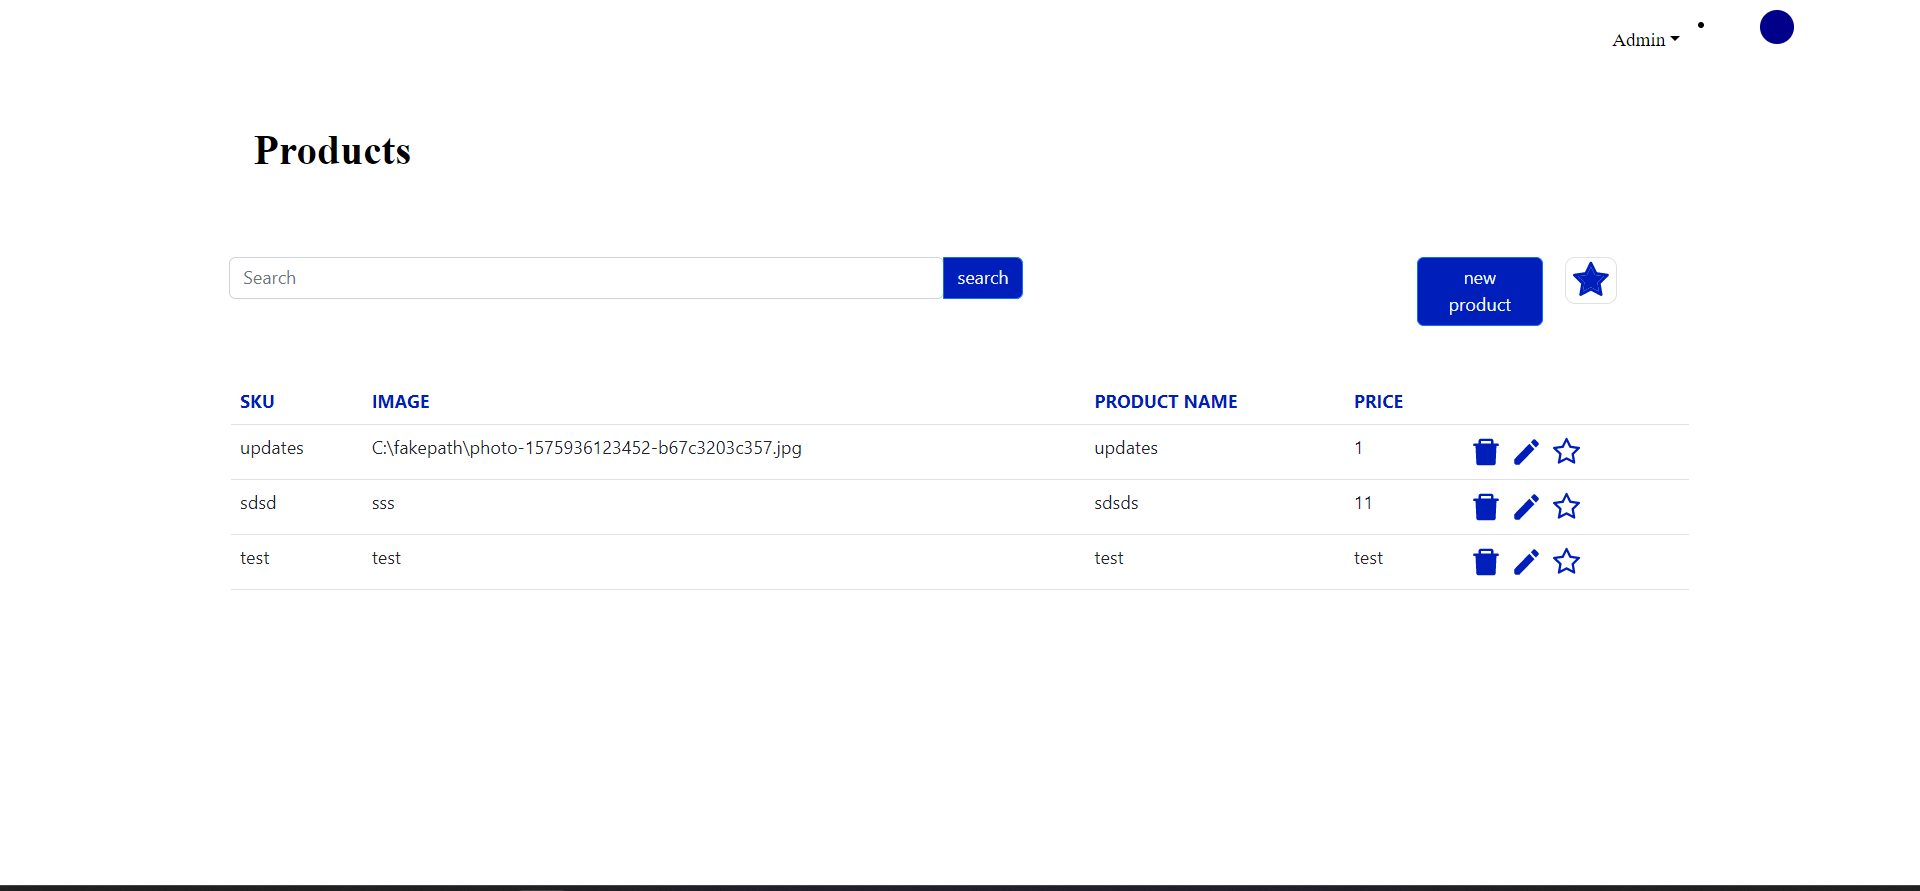 Admin
Products
Search
search
new
product
SKU IMAGE PRODUCT NAME PRICE
updates C:\fakepath\photo-1575936123452-b67c3203c357.jpg updates 1
sdsd sss sdsds 11
test test test test